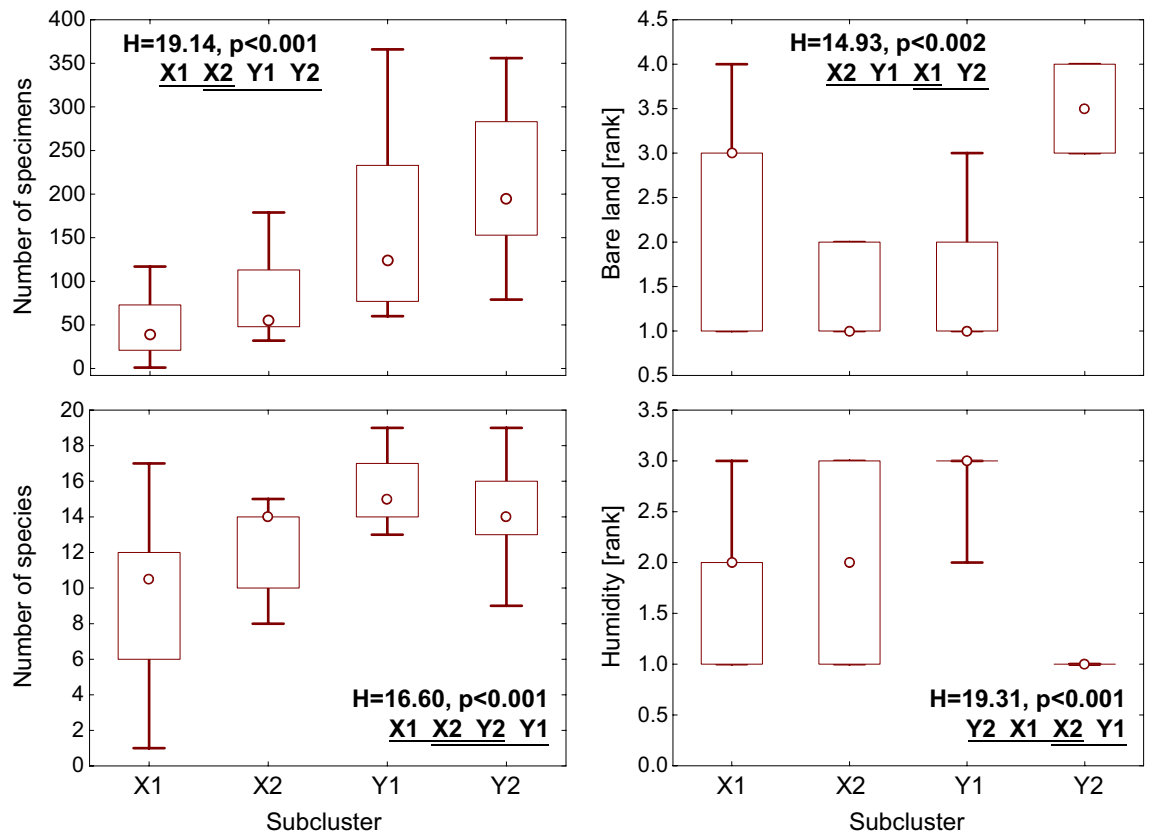 400
350
300
250
200
150
100
50
0
Number of specimens
H=19.14, p<0.001
X1 X2 Y1 Y2
4.5
4.0
3.5
3.0
2.5
2.0
1.5
1.0
0.5
Bare land [rank]
H=14.93, p<0.002
X2 Y1 X1 Y2
20
18
16
14
12
10
8
6
4
2
0
Number of species
H=16.60, p<0.001
X1 X2 Y2 Y1
X1 X2 Y1 Y2
Subcluster
3.5
3.0
2.5
2.0
1.5
1.0
0.5
0.0
Humidity [rank]
H=19.31, p<0.001
Y2 X1 X2 Y1
X1 X2 Y1 Y2
Subcluster